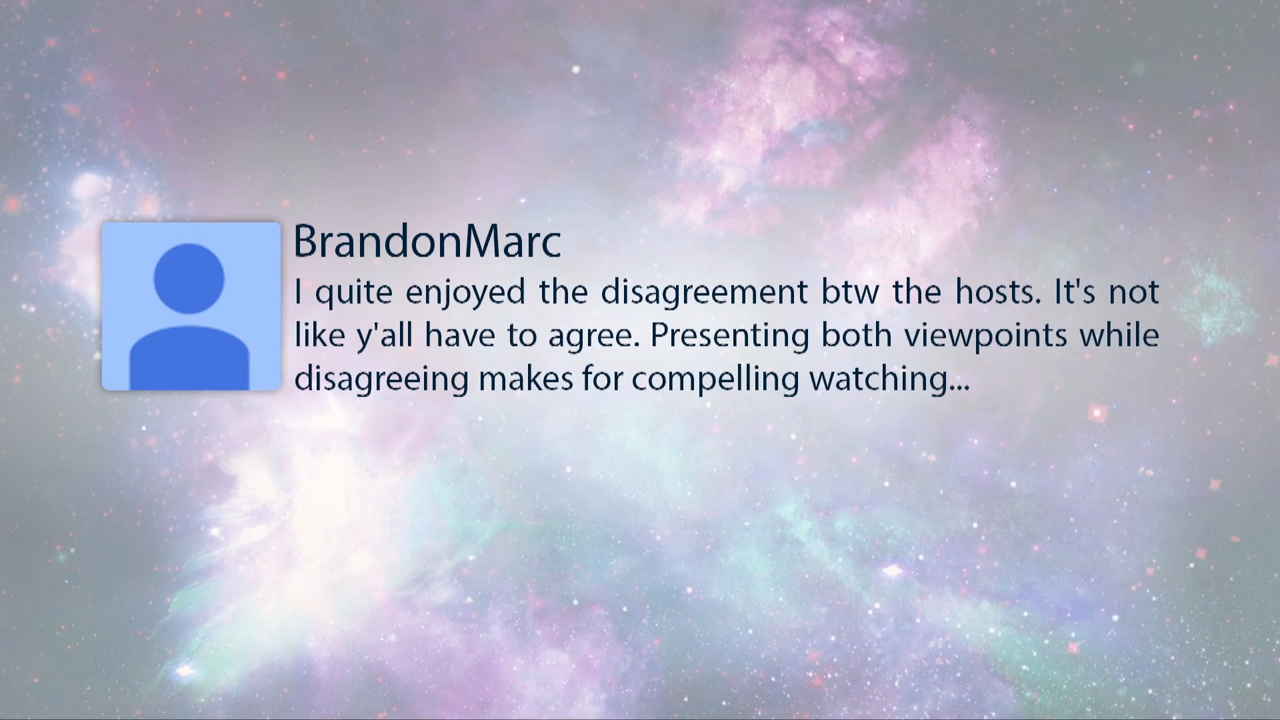 BrandonMarc
I quite enjoyed the disagreement btw the hosts. It's not
like y'all have to agree. Presenting both viewpoints while
disagreeing makes for compelling watching...